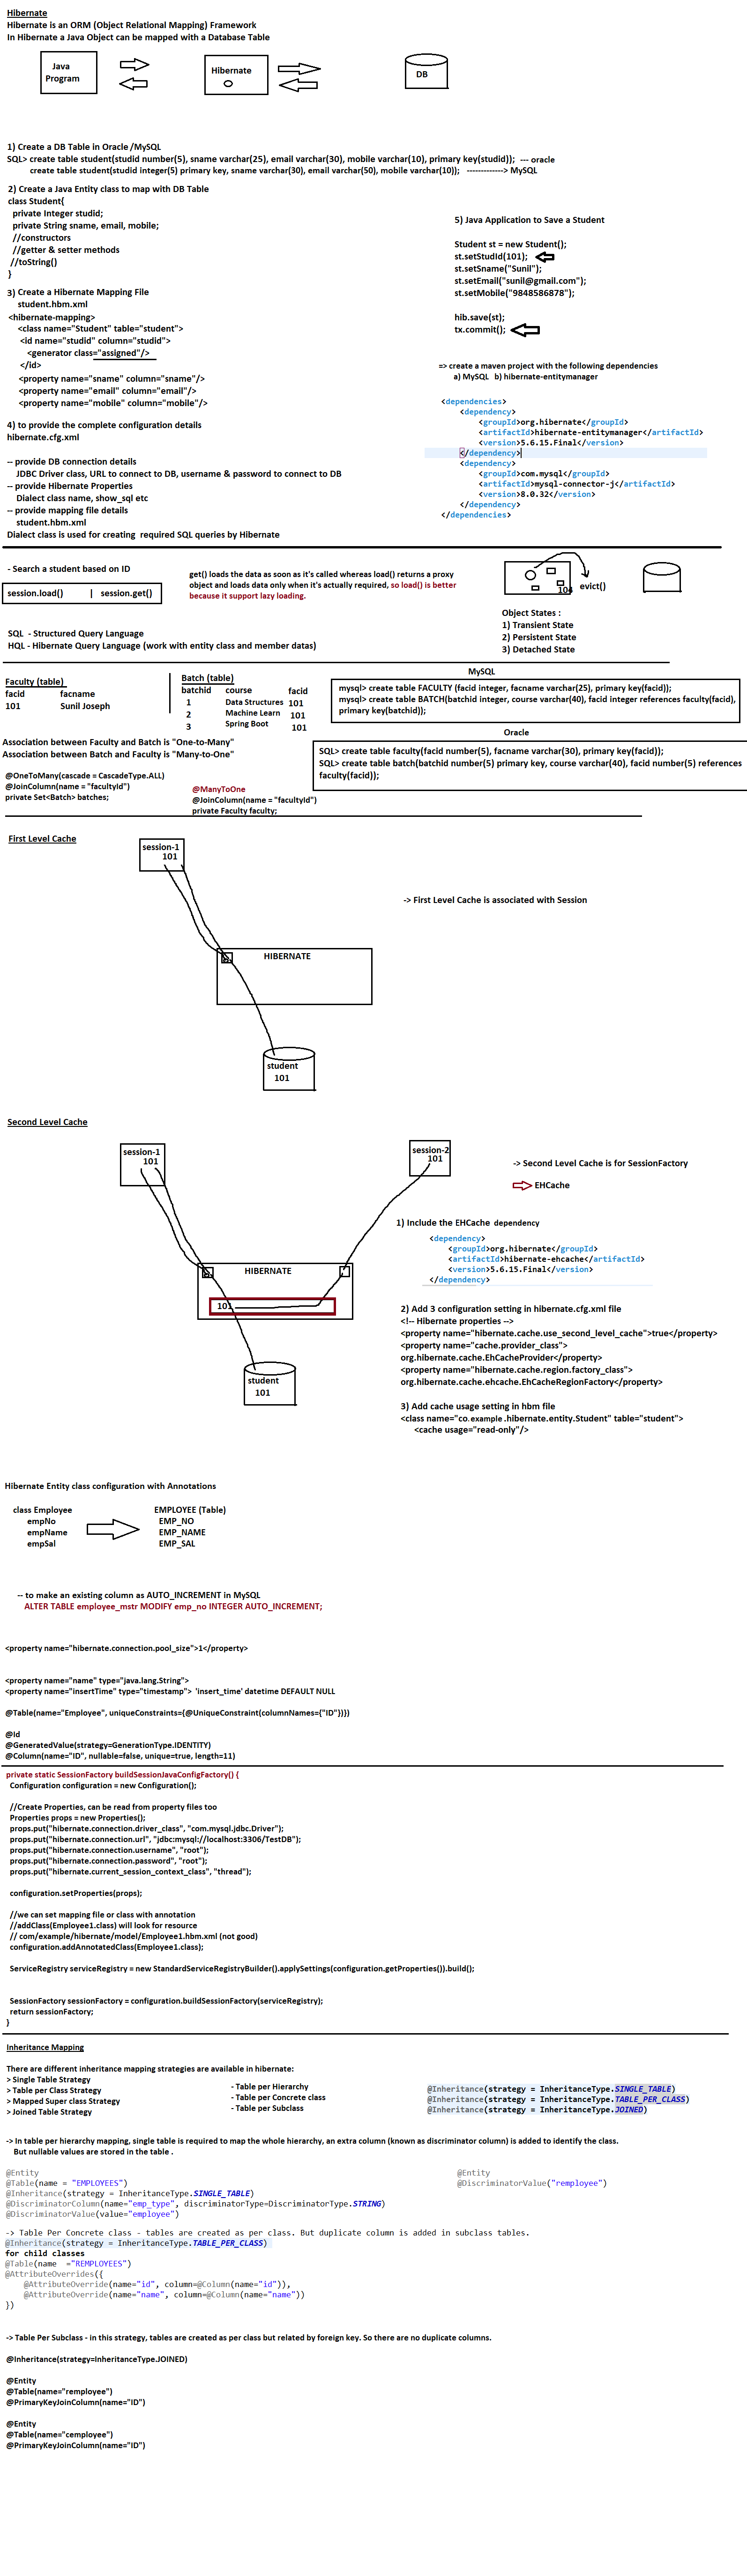 Hibernate
Hibernate is an ORM (Object Relational Mapping) Framework
In Hibernate a Java Object can be mapped with a Database Table
Java
Program
Hibernate
DB
1) Create a DB Table in Oracle /MySQL
SQL> create table student(studid number(5), sname varchar(25), email varchar(30), mobile varchar(10), primary key(studid)); --- oracle
create table student(studid integer(5) primary key, sname varchar(30), email varchar(50), mobile varchar(10)); -------------> MySQL
2) Create a Java Entity class to map with DB Table
class Student{
private Integer studid;
private String sname, email, mobile;
//constructors
//getter & setter methods
//toString()
}
3) Create a Hibernate Mapping File
student.hbm.xml
<hibernate-mapping>
<class name="Student" table="student">
<id name="studid" column="studid">
<generator class="assigned"/>
</id>
<property name="sname" column="sname"/>
<property name="email" column="email"/>
<property name="mobile" column="mobile"/>
4) to provide the complete configuration details
hibernate.cfg.xml
-- provide DB connection details
JDBC Driver class, URL to connect to DB, username & password to connect to DB
-- provide Hibernate Properties
Dialect class name, show_sql etc
-- provide mapping file details
student.hbm.xml
Dialect class is used for creating required SQL queries by Hibernate
5) Java Application to Save a Student
Student st = new Student();
st.setStudId(101);
st.setSname("Sunil");
st.setEmail("sunil@gmail.com");
st.setMobile("9848586878");
hib.save(st);
tx.commit();
=> create a maven project with the following dependencies
a) MySQL b) hibernate-entitymanager
<dependencies>
<dependency>
<groupId>org.hibernate</groupId>
<artifactId>hibernate-entitymanager</artifactId>
<version>5.6.15.Final</version>
</dependency>
<dependency>
<groupId>com.mysql</groupId>
<artifactId>mysql-connector-j</artifactId>
<version>8.0.32</version>
</dependency>
</dependencies>
- Search a student based on ID
session.load() | session.get()
get() loads the data as soon as it's called whereas load() returns a proxy
object and loads data only when it's actually required, so load() is better
because it support lazy loading.
104
evict()
Object States :
1) Transient State
2) Persistent State
3) Detached State
SQL - Structured Query Language
HQL - Hibernate Query Language (work with entity class and member datas)
Faculty (table)
facid facname
101 Sunil Joseph
Batch (table)
batchid course facid
1 Data Structures 101
2 Machine Learn 101
3 Spring Boot 101
MySQL
mysql> create table FACULTY (facid integer, facname varchar(25), primary key(facid));
mysql> create table BATCH(batchid integer, course varchar(40), facid integer references faculty(facid),
primary key(batchid));
Oracle
SQL> create table faculty(facid number(5), facname varchar(30), primary key(facid));
SQL> create table batch(batchid number(5) primary key, course varchar(40), facid number(5) references
faculty(facid));
Association between Faculty and Batch is "One-to-Many"
Association between Batch and Faculty is "Many-to-One"
@OneToMany(cascade = CascadeType.ALL)
@JoinColumn(name = "facultyId")
private Set<Batch> batches;
@ManyToOne
@JoinColumn(name = "facultyId")
private Faculty faculty;
First Level Cache
session-1
101
-> First Level Cache is associated with Session
HIBERNATE
student
101
Second Level Cache
session-1
101
session-2
101
-> Second Level Cache is for SessionFactory
EHCache
HIBERNATE
101
student
101
1) Include the EHCache dependency
<dependency>
<groupId>org.hibernate</groupId>
<artifactId>hibernate-ehcache</artifactId>
<version>5.6.15.Final</version>
</dependency>
2) Add 3 configuration setting in hibernate.cfg.xml file
<!-- Hibernate properties -->
<property name="hibernate.cache.use_second_level_cache">true</property>
<property name="cache.provider_class">
org.hibernate.cache.EhCacheProvider</property>
<property name="hibernate.cache.region.factory_class">
org.hibernate.cache.ehcache.EhCacheRegionFactory</property>
3) Add cache usage setting in hbm file
<class name="co.example.hibernate.entity.Student" table="student">
<cache usage="read-only"/>
Hibernate Entity class configuration with Annotations
class Employee
empNo
empName
empSal
EMPLOYEE (Table)
EMP_NO
EMP_NAME
EMP_SAL
-- to make an existing column as AUTO_INCREMENT in MySQL
ALTER TABLE employee_mstr MODIFY emp_no INTEGER AUTO_INCREMENT;
<property name="hibernate.connection.pool_size">1</property>
<property name="name" type="java.lang.String">
<property name="insertTime" type="timestamp"> 'insert_time' datetime DEFAULT NULL
@Table(name="Employee", uniqueConstraints={@UniqueConstraint(columnNames={"ID"})})
@Id
@GeneratedValue(strategy=GenerationType.IDENTITY)
@Column(name="ID", nullable=false, unique=true, length=11)
private static SessionFactory buildSessionJavaConfigFactory() {
Configuration configuration = new Configuration();
//Create Properties, can be read from property files too
Properties props = new Properties();
props.put("hibernate.connection.driver_class", "com.mysql.jdbc.Driver");
props.put("hibernate.connection.url", "jdbc:mysql://localhost:3306/TestDB");
props.put("hibernate.connection.username", "root");
props.put("hibernate.connection.password", "root");
props.put("hibernate.current_session_context_class", "thread");
configuration.setProperties(props);
//we can set mapping file or class with annotation
//addClass(Employee1.class) will look for resource
// com/example/hibernate/model/Employee1.hbm.xml (not good)
configuration.addAnnotatedClass(Employee1.class);
ServiceRegistry serviceRegistry = new StandardServiceRegistryBuilder().applySettings(configuration.getProperties()).build();
SessionFactory sessionFactory = configuration.buildSessionFactory(serviceRegistry);
return sessionFactory;
}
Inheritance Mapping
There are different inheritance mapping strategies are available in hibernate:
> Single Table Strategy
> Table per Class Strategy
> Mapped Super class Strategy
> Joined Table Strategy
- Table per Hierarchy
- Table per Concrete class
- Table per Subclass
@Inheritance(strategy = InheritanceType.SINGLE_TABLE)
@Inheritance(strategy = InheritanceType.TABLE_PER_CLASS)
@Inheritance(strategy = InheritanceType.JOINED)
-> In table per hierarchy mapping, single table is required to map the whole hierarchy, an extra column (known as discriminator column) is added to identify the class.
But nullable values are stored in the table .
@Entity
@Table(name = "EMPLOYEES")
@Inheritance(strategy = InheritanceType.SINGLE_TABLE)
@DiscriminatorColumn(name="emp_type", discriminatorType=DiscriminatorType.STRING)
@DiscriminatorValue(value="employee")
@Entity
@DiscriminatorValue("remployee")
-> Table Per Concrete class - tables are created as per class. But duplicate column is added in subclass tables.
@Inheritance(strategy = InheritanceType.TABLE_PER_CLASS)
for child classes
@Table(name ="REMPLOYEES")
@AttributeOverrides({
@AttributeOverride(name="id", column=@Column(name="id")),
@AttributeOverride(name="name", column=@Column(name="name"))
})
-> Table Per Subclass - in this strategy, tables are created as per class but related by foreign key. So there are no duplicate columns.
@Inheritance(strategy=InheritanceType.JOINED)
@Entity
@Table(name="remployee")
@PrimaryKeyJoinColumn(name="ID")
@Entity
@Table(name="cemployee")
@PrimaryKeyJoinColumn(name="ID")